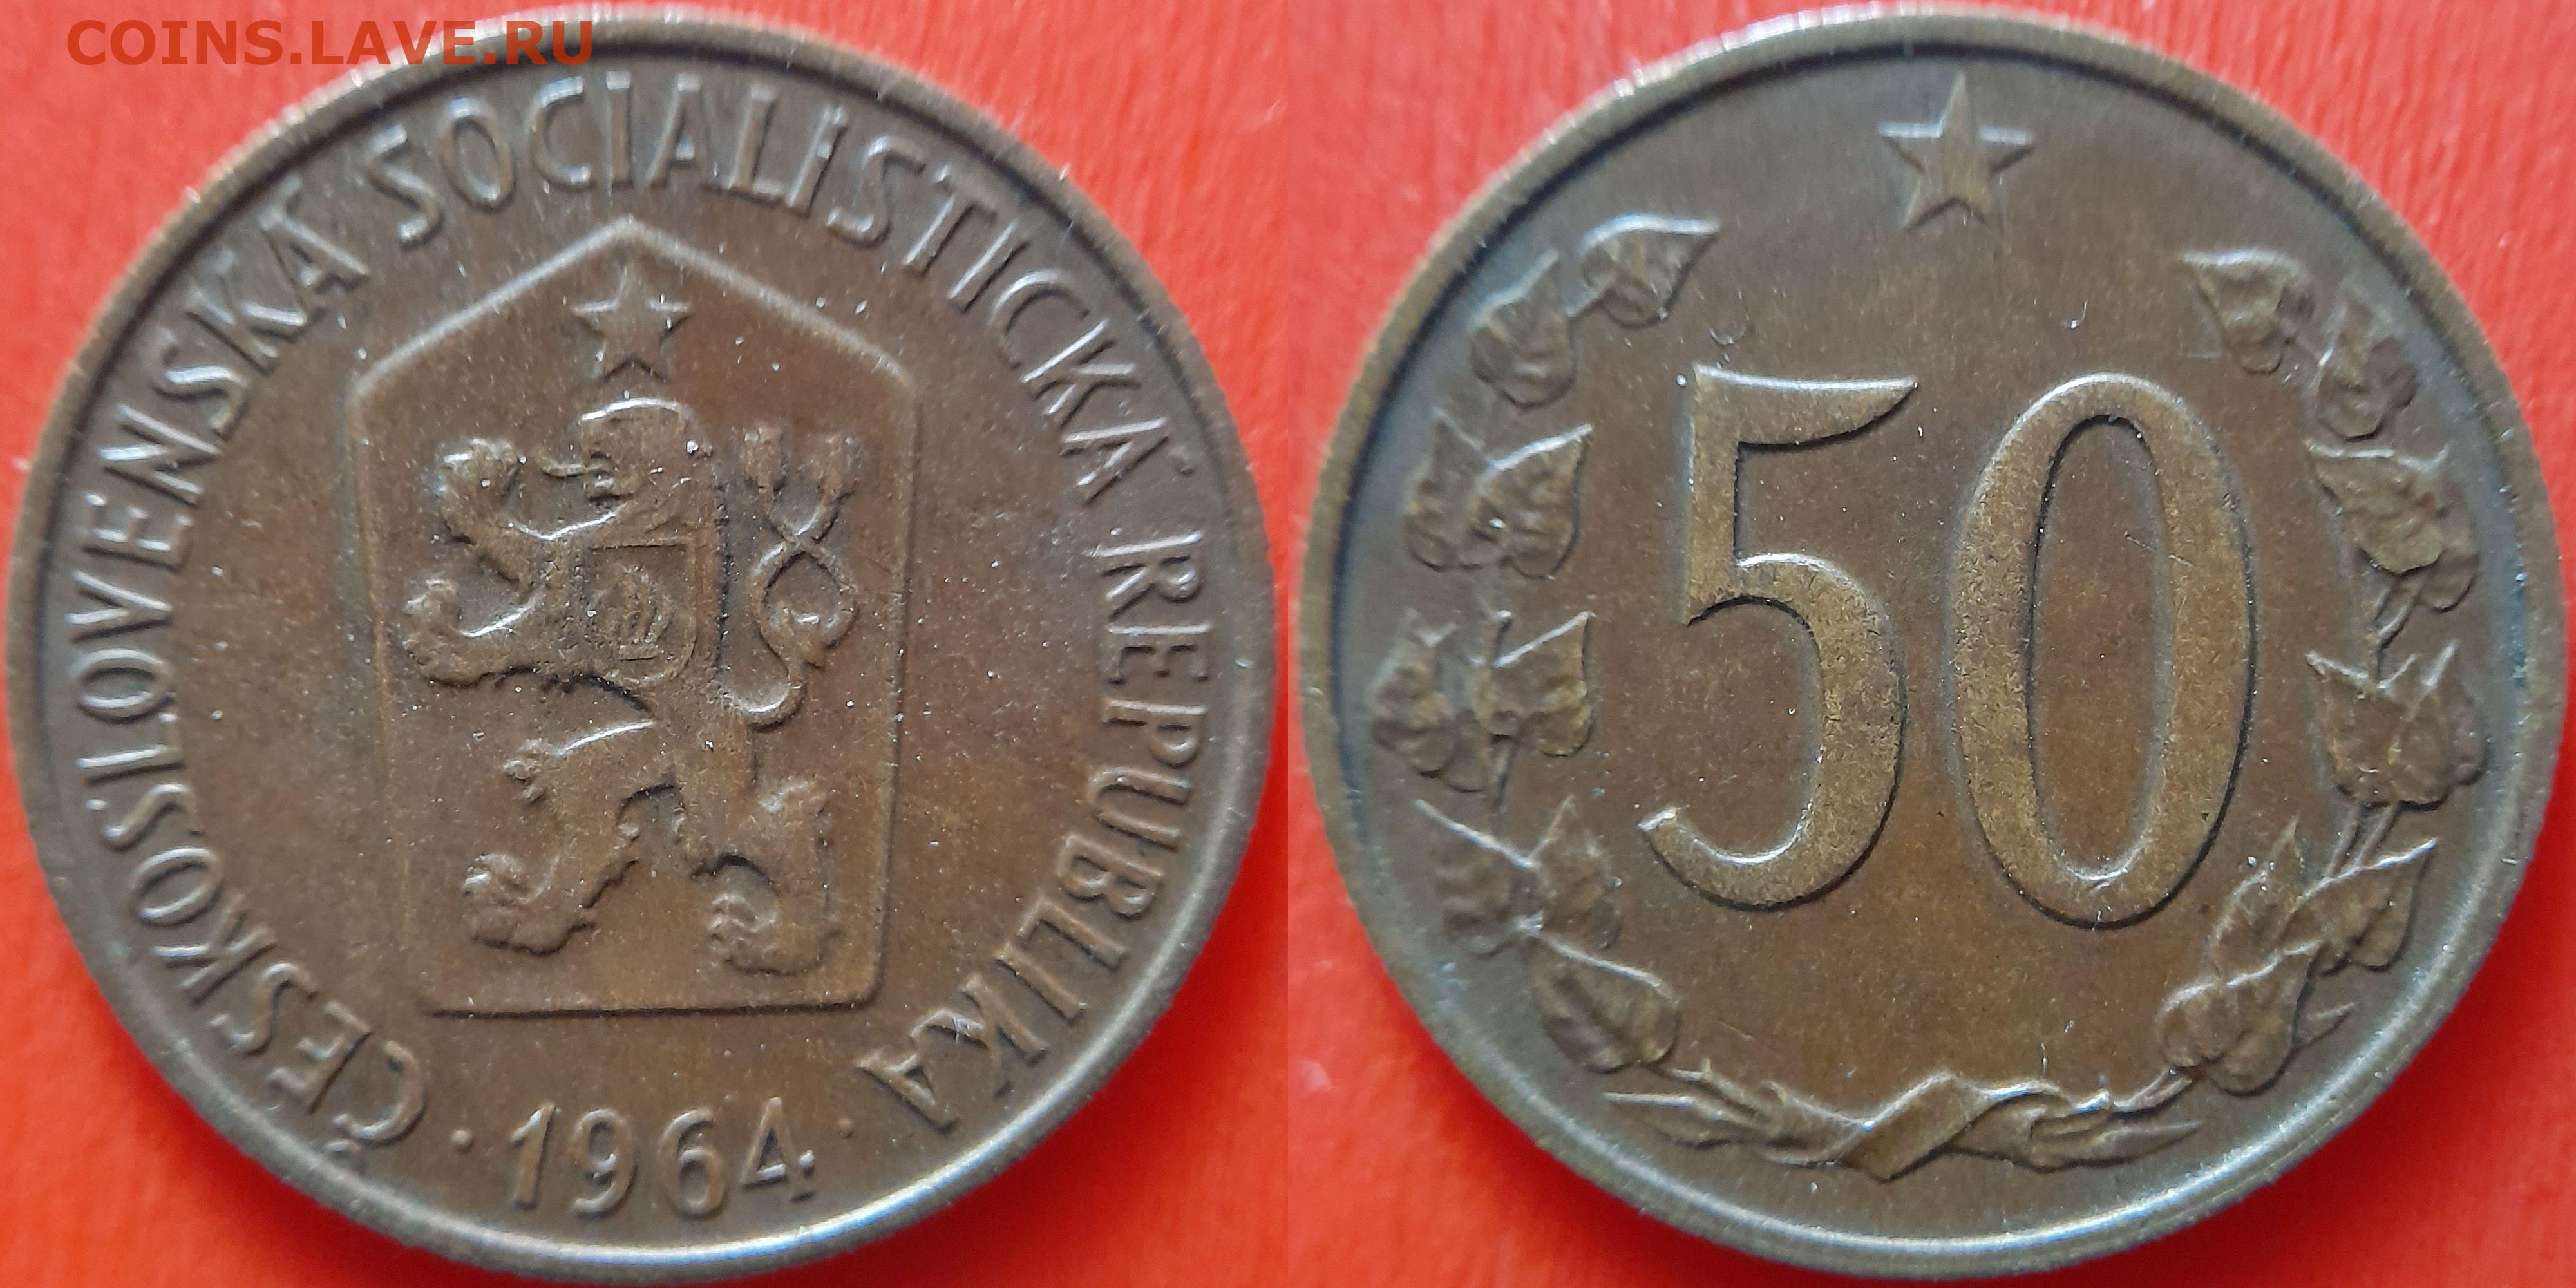 COINS.LAVE.RU
ČESKOSLOVENSKÁ SOCIALISTICKÁ REPUBLIKA
· 1964 ·
50